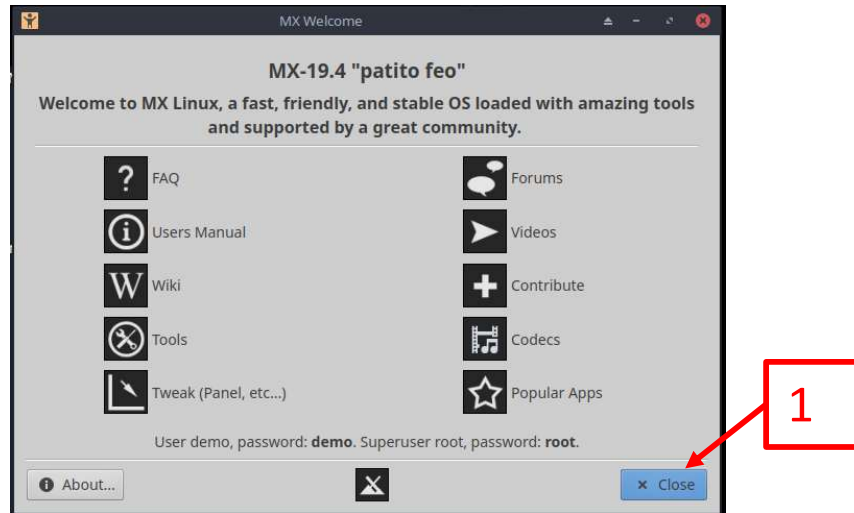 MX Welcome
MX-19.4 "patito feo"
Welcome to MX Linux, a fast, friendly, and stable OS loaded with amazing tools
and supported by a great community.
FAQ
Forums
Users Manual
Videos
Wiki
Contribute
Tools
Codecs
Tweak (Panel, etc...)
Popular Apps
User demo, password: demo. Superuser root, password: root.
About...
Close
1